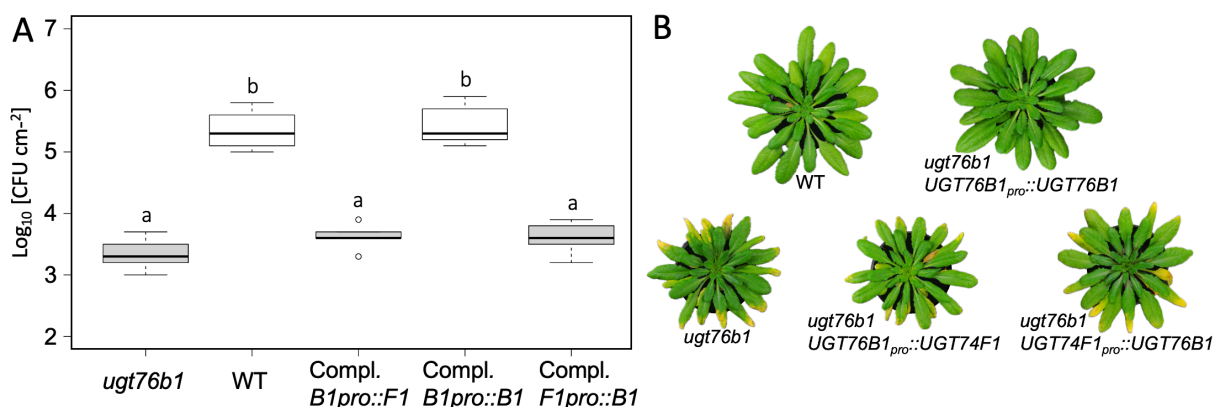 A
7
6
5
4
3
2
Log10 [CFU cm-2]
a
b
a
b
a
ugt76b1
WT
Compl.
B1pro::F1
Compl.
B1pro::B1
Compl.
F1pro::B1
B
WT
ugt76b1
UGT76B1pro::UGT76B1
ugt76b1
ugt76b1
UGT76B1pro::UGT74F1
ugt76b1
UGT74F1pro::UGT76B1